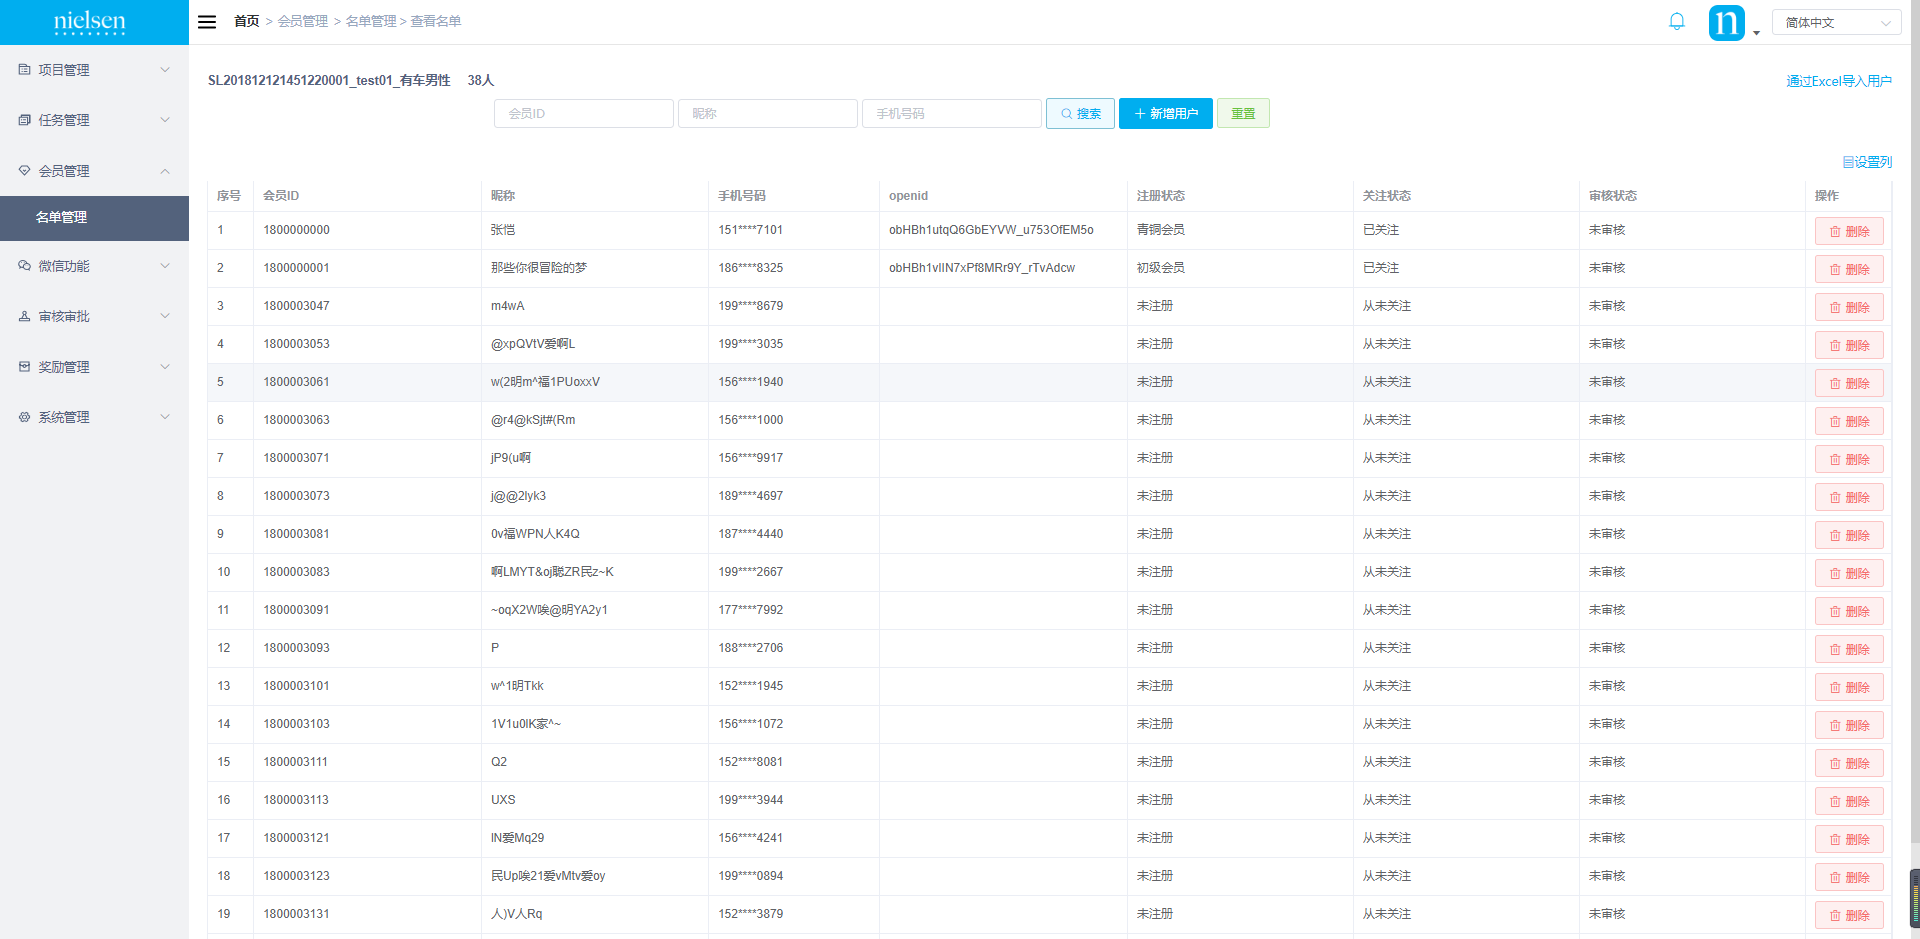 nielsen
首页 > 会员管理 > 名单管理 > 查看名单
n
简体中文
项目管理
任务管理
会员管理
名单管理
微信功能
审核审批
奖励管理
系统管理
SL201812121451220001_test01_有车男性 38人
通过Excel导入用户
会员ID 昵称 手机号码 搜索 新增用户 重置
设置列
序号 会员ID 昵称 手机号码 openid 注册状态 关注状态 审核状态 操作
1 1800000000 张恺 151****7101 obHBh1utqQ6GbEYVW_u753OfEM5o 青铜会员 已关注 未审核 删除
2 1800000001 那些你很冒险的梦 186****8325 obHBh1vIIN7xPf8MRr9Y_rTvAdcw 初级会员 已关注 未审核 删除
3 1800003047 m4wA 199****8679 未注册 从未关注 未审核 删除
4 1800003053 @xpQVtV爱啊L 199****3035 未注册 从未关注 未审核 删除
5 1800003061 w(2明m^福1PUoxxV 156****1940 未注册 从未关注 未审核 删除
6 1800003063 @r4@kSjt#(Rm 156****1000 未注册 从未关注 未审核 删除
7 1800003071 jP9(u啊 156****9917 未注册 从未关注 未审核 删除
8 1800003073 j@@2lyk3 189****4697 未注册 从未关注 未审核 删除
9 1800003081 0v福WPN人K4Q 187****4440 未注册 从未关注 未审核 删除
10 1800003083 啊LMYT&oj聪ZR民z~K 199****2667 未注册 从未关注 未审核 删除
11 1800003091 ~oqX2W唉@明YA2y1 177****7992 未注册 从未关注 未审核 删除
12 1800003093 P 188****2706 未注册 从未关注 未审核 删除
13 1800003101 w^1明Tkk 152****1945 未注册 从未关注 未审核 删除
14 1800003103 1V1u0lK家^~ 156****1072 未注册 从未关注 未审核 删除
15 1800003111 Q2 152****8081 未注册 从未关注 未审核 删除
16 1800003113 UXS 199****3944 未注册 从未关注 未审核 删除
17 1800003121 lN爱Mq29 156****4241 未注册 从未关注 未审核 删除
18 1800003123 民Up唉21爱vMtv爱oy 199****0894 未注册 从未关注 未审核 删除
19 1800003131 人)V人Rq 152****3879 未注册 从未关注 未审核 删除